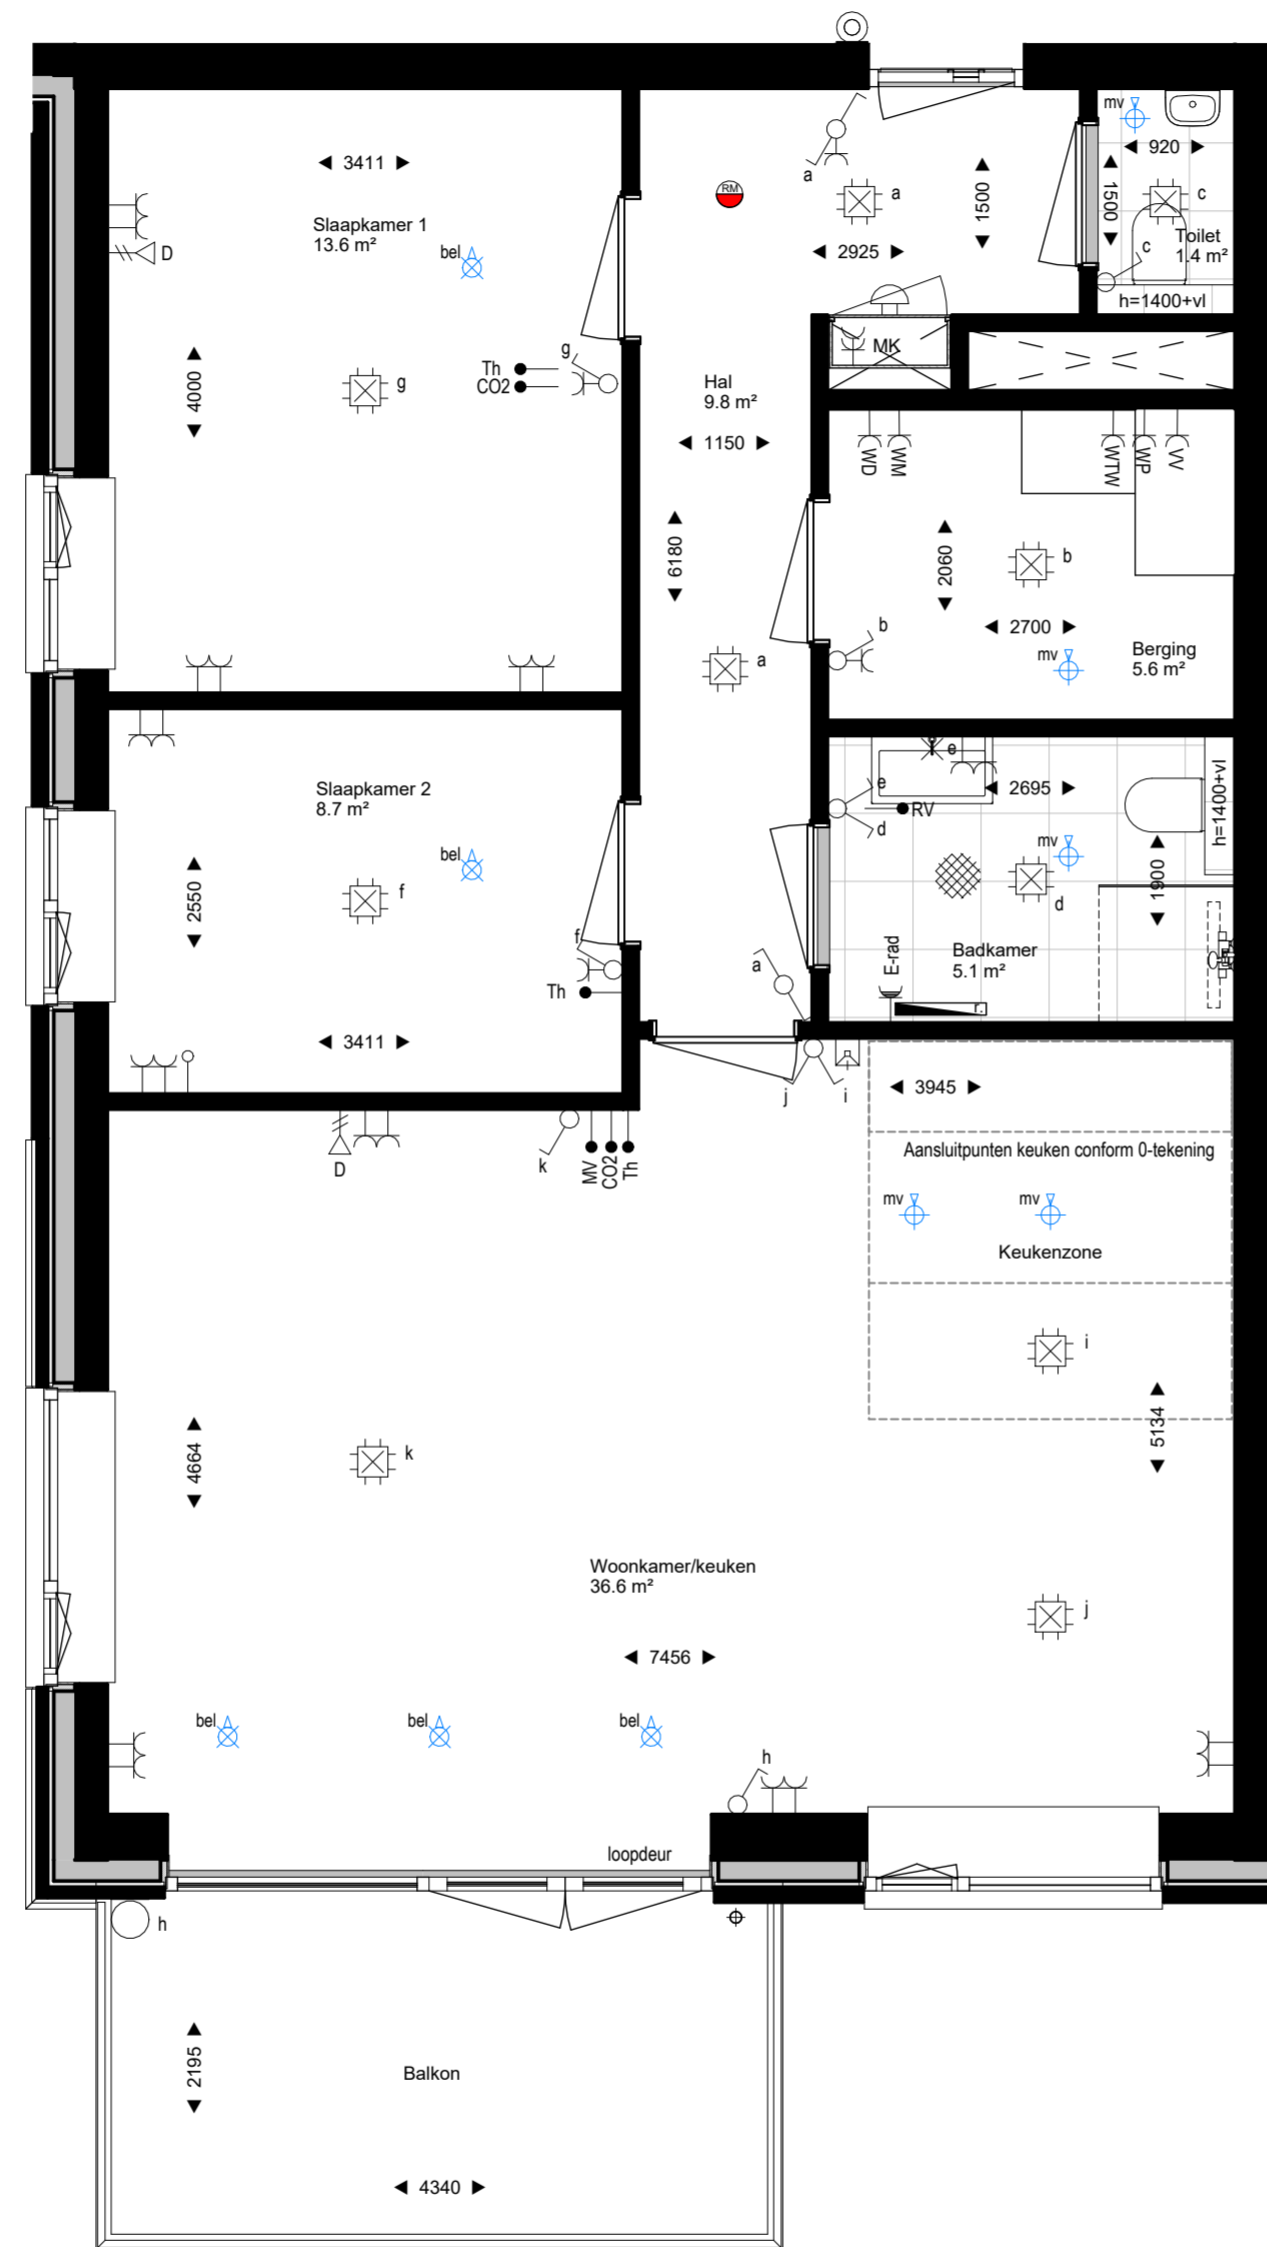 mv
920
3411
RM
a
a
1500
1500
c
Slaapkamer 1
13.6 m²
bel
D
2925
Toilet
1.4 m²
c
h=1400+vl
MK
g
Th
CO2
g
4000
Hal
9.8 m²
1150
WD
WM
WTW
WP
VV
6180
2060
b
b
2700
mv
Berging
5.6 m²
a
e
Slaapkamer 2
8.7 m²
2695
h=1400+vl
e
RV
d
bel
mv
2550
f
1900
d
f
Badkamer
5.1 m²
E-rad
a
Th
r.
3411
3945
j
i
Aansluitpunten keuken conform 0-tekening
D
k
MV
CO2
Th
mv
mv
Keukenzone
i
4664
k
5134
Woonkamer/keuken
36.6 m²
j
7456
bel
bel
bel
h
loopdeur
h
2195
Balkon
4340